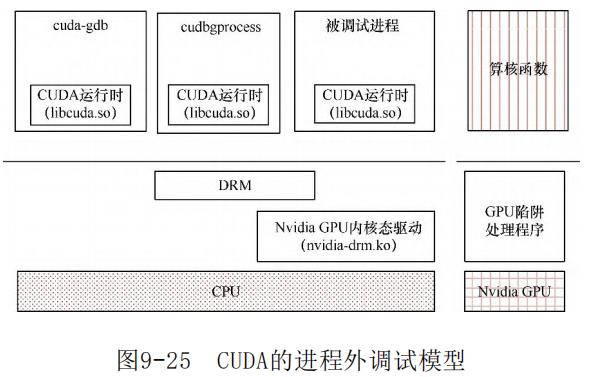 cuda-gdb
CUDA运行时
(libcuda.so)
cudbgprocess
CUDA运行时
(libcuda.so)
被调试进程
CUDA运行时
(libcuda.so)
算核函数
DRM
Nvidia GPU内核态驱动
(nvidia-drm.ko)
GPU陷阱
处理程序
CPU
Nvidia GPU
图9-25 CUDA的进程外调试模型